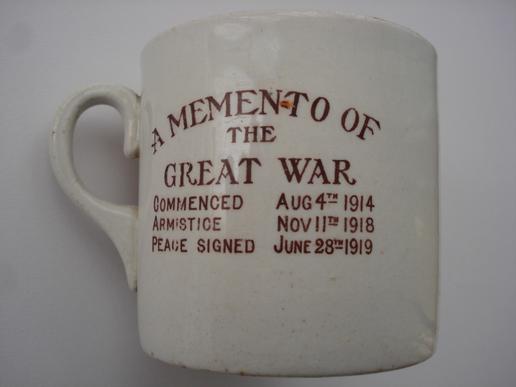 A MEMENTO OF
THE
GREAT WAR
COMMENCED AUG 4TH 1914
ARMISTICE NOV 11TH 1918
PEACE SIGNED JUNE 28TH 1919